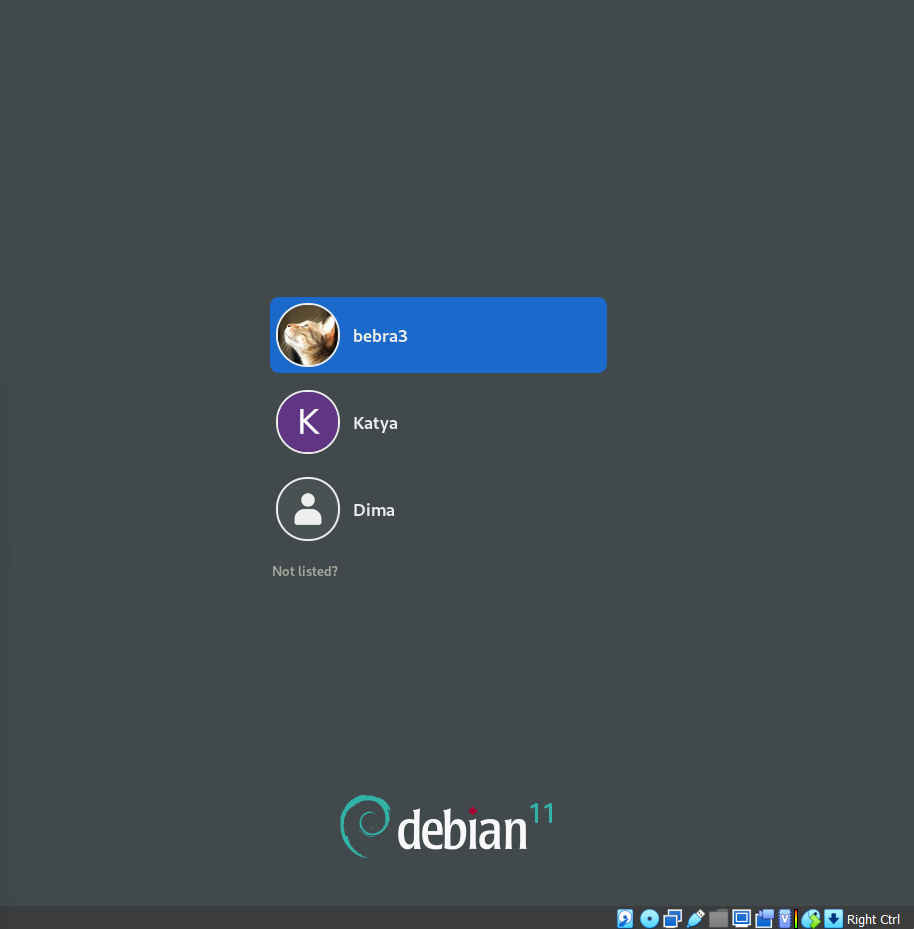 bebra3
K
Katya
Dima
Not listed?
debian 11
V
Right Ctrl